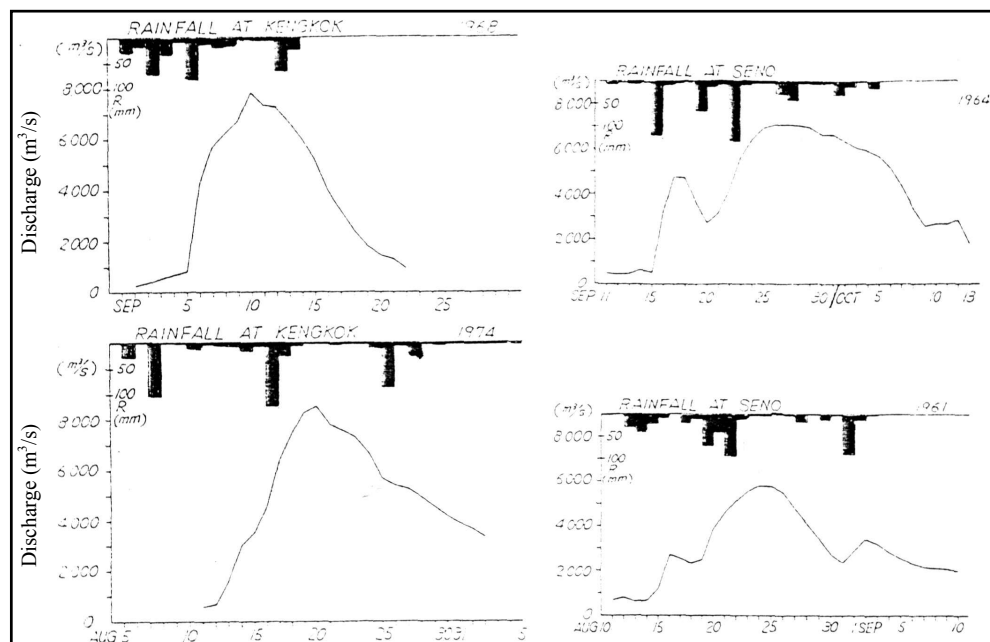 RAINFALL AT KENGKOK 1968
(m³/s)
50
100
R
(mm)
8000
6000
4000
2000
0
SEP 5 10 15 20 25
Discharge (m³/s)
RAINFALL AT SENO
1964
(m³/s)
50
100
R
(mm)
8000
6000
4000
2000
0
SEP 11 15 20 25 30 /OCT 5 10 13
RAINFALL AT KENGKOK 1974
(m³/s)
50
100
R
(mm)
8000
6000
4000
2000
0
AUG 5 10 15 20 25 30 31 5
Discharge (m³/s)
RAINFALL AT SENO 1961
(m³/s)
50
100
R
(mm)
8000
6000
4000
2000
0
AUG 10 15 20 25 30 1 SEP 5 10